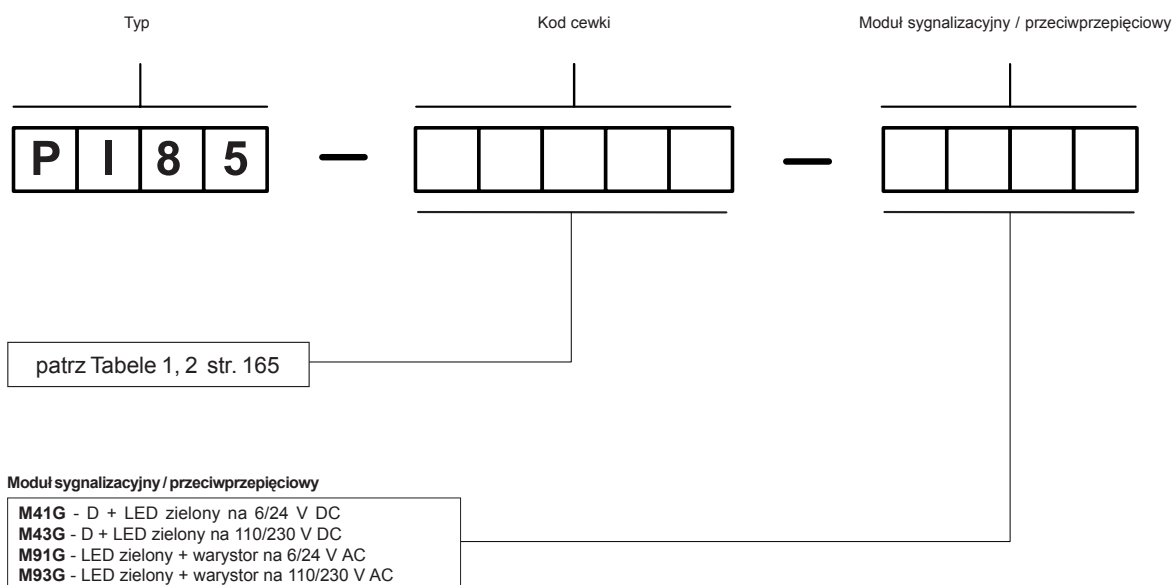 Typ
Kod cewki
Moduł sygnalizacyjny / przeciwprzepięciowy
P I 8 5 — —
patrz Tabele 1, 2 str. 165
Moduł sygnalizacyjny / przeciwprzepięciowy
M41G - D + LED zielony na 6/24 V DC
M43G - D + LED zielony na 110/230 V DC
M91G - LED zielony + warystor na 6/24 V AC
M93G - LED zielony + warystor na 110/230 V AC